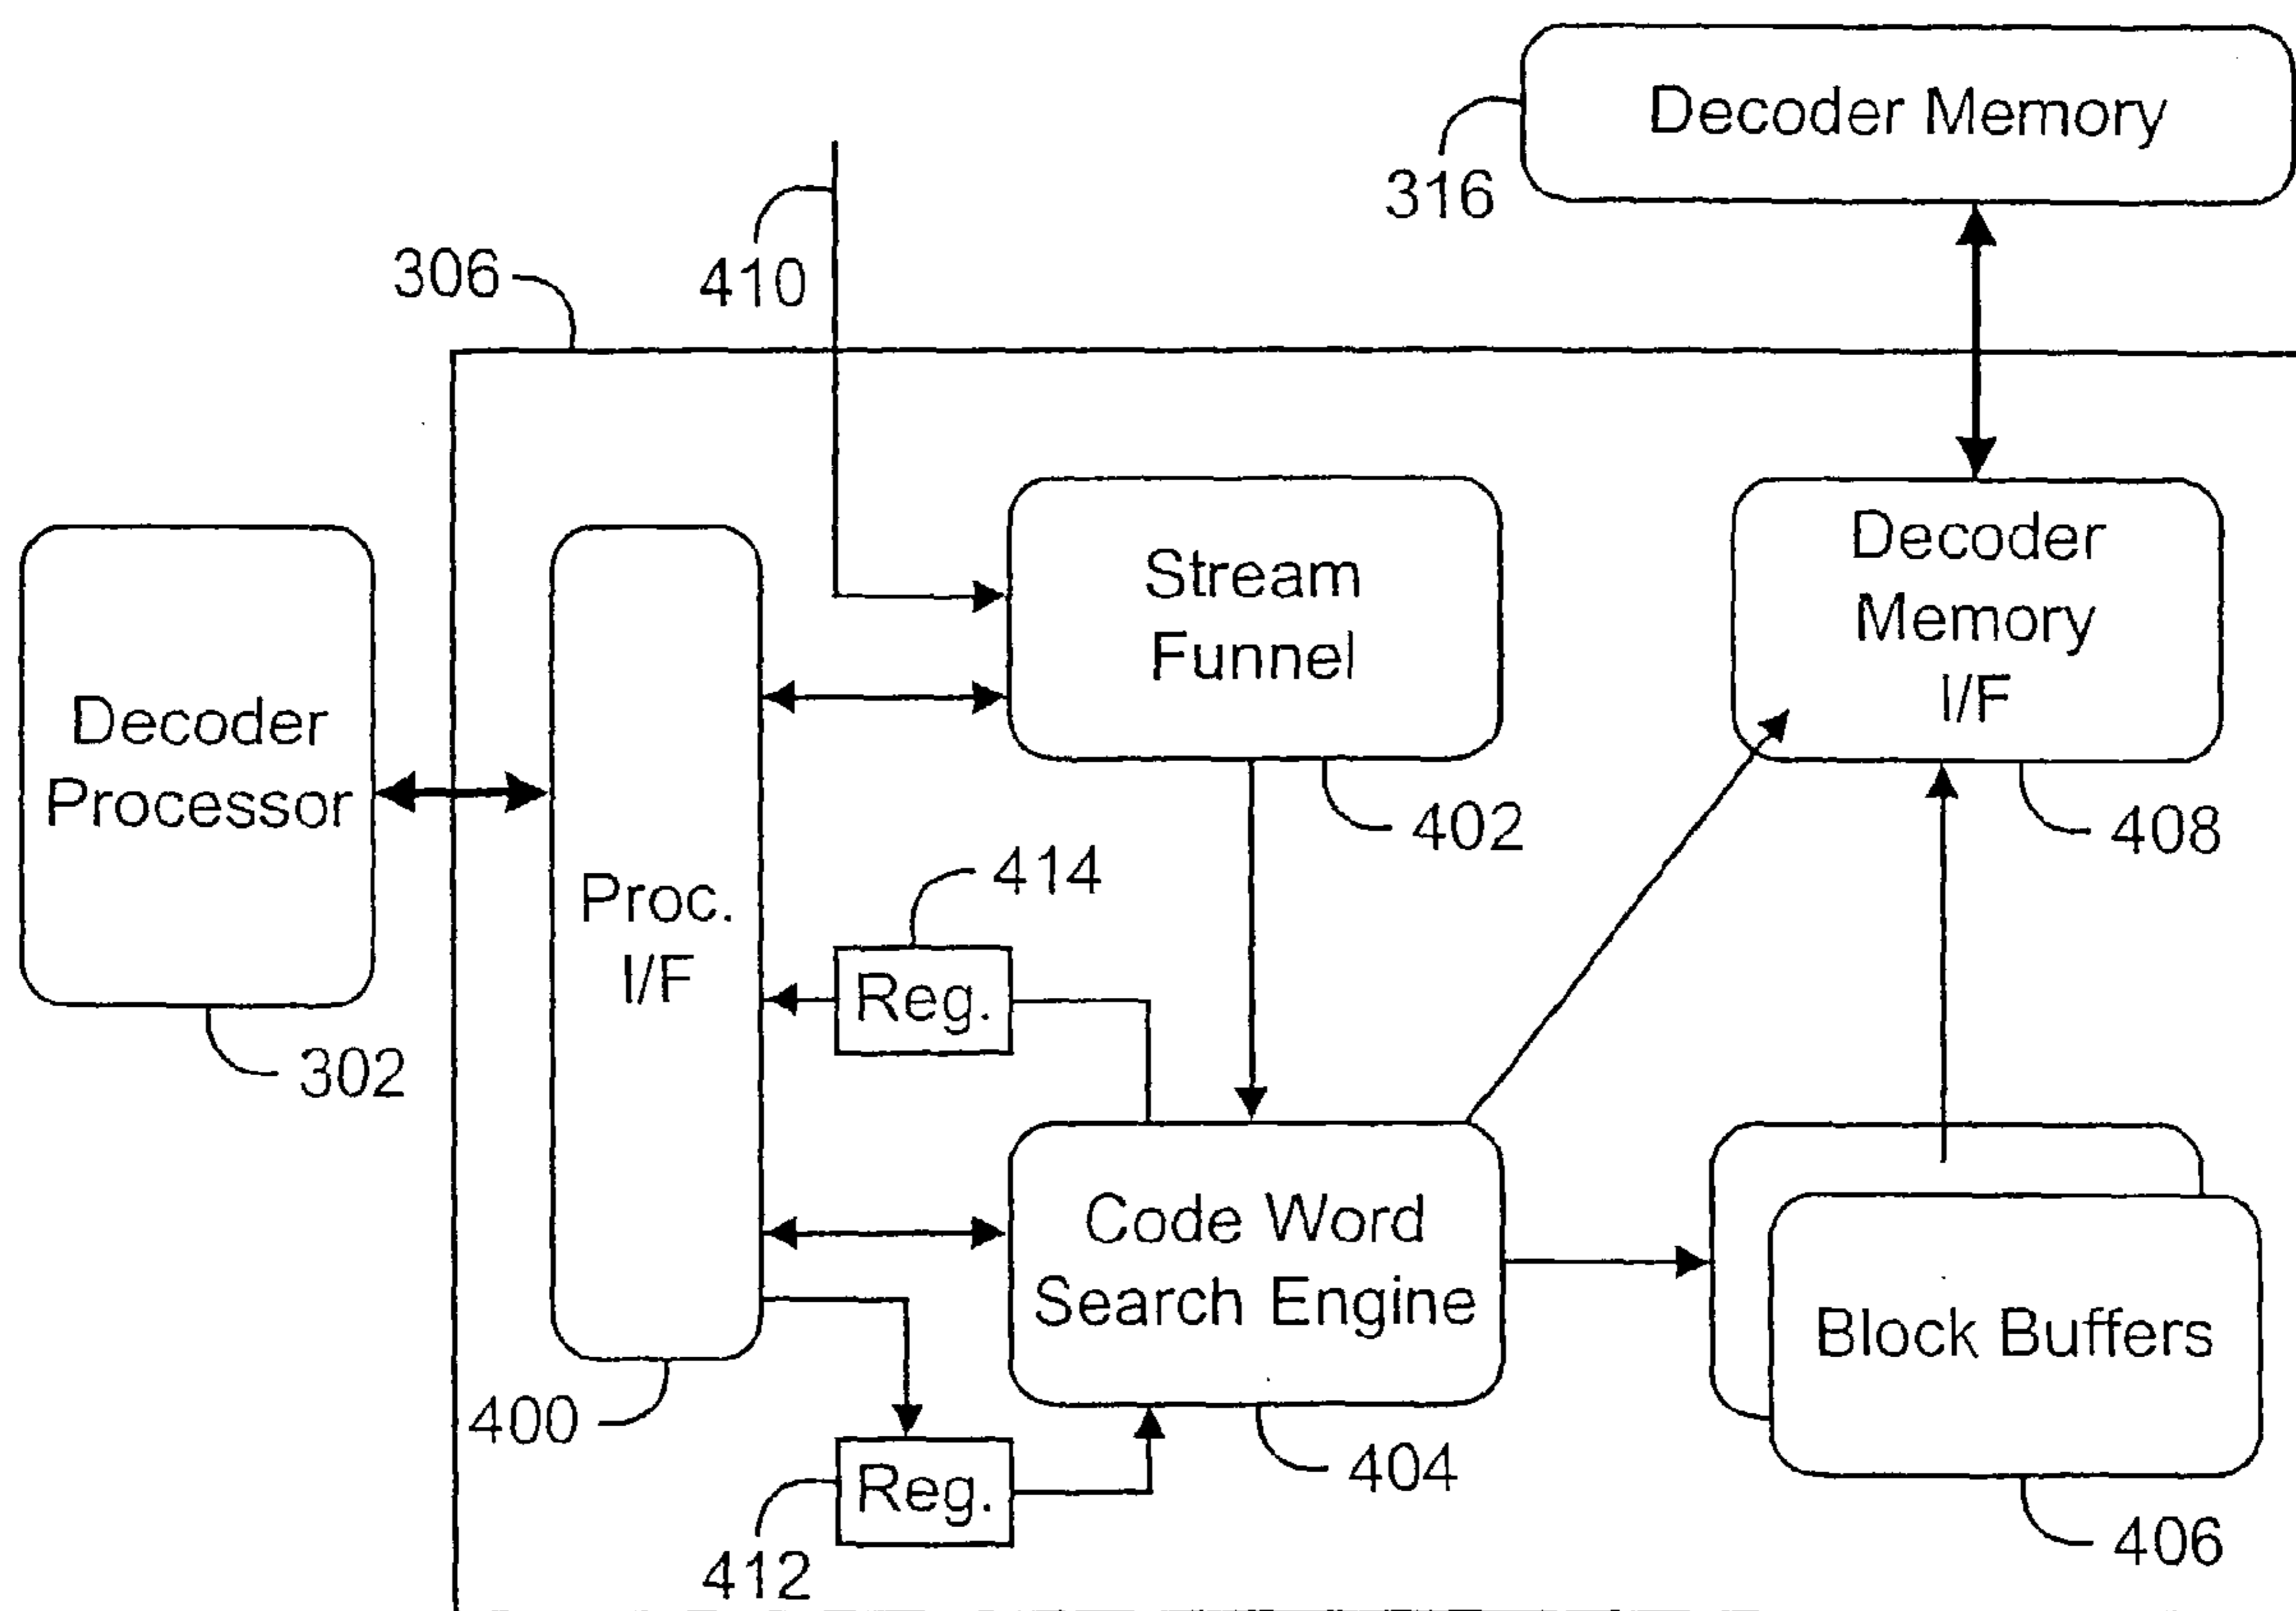 Decoder Memory
316
410
306
Stream
Funnel
402
Decoder
Memory
I/F
408
Decoder
Processor
302
Proc.
I/F
400
414
Reg.
Code Word
Search Engine
404
Reg.
412
Block Buffers
406